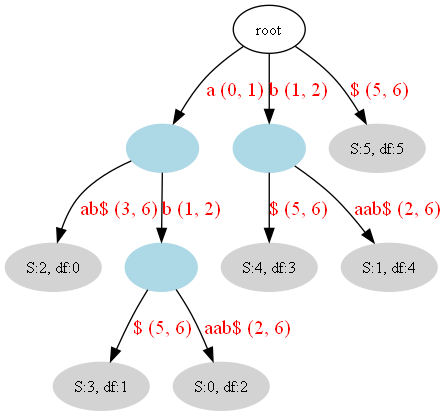 root
a (0, 1) b (1, 2) $ (5, 6)
S:5, df:5
ab$ (3, 6) b (1, 2) $ (5, 6) aab$ (2, 6)
S:2, df:0 S:4, df:3 S:1, df:4
$ (5, 6) aab$ (2, 6)
S:3, df:1 S:0, df:2